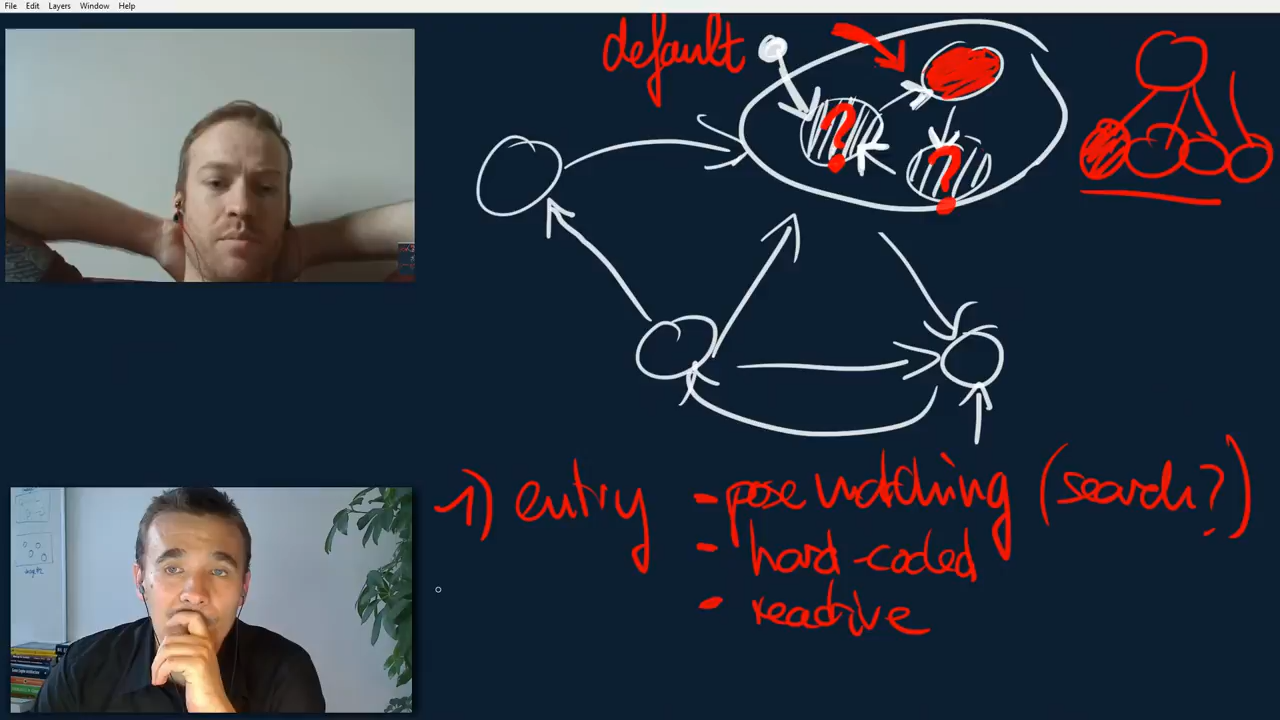 File Edit Layers Window Help
default
?
?
1) entry - pose matching (search?)
- hard-coded
• reactive